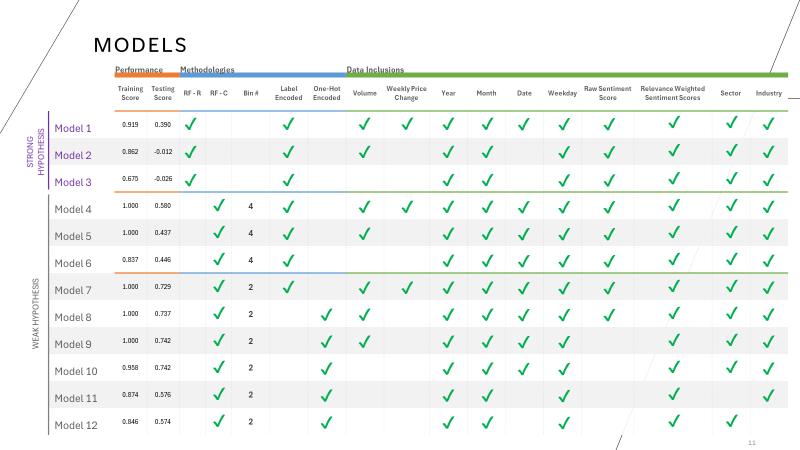 MODELS
Performance Methodologies Data Inclusions
Training Score Testing Score RF - R RF - C Bin # Label Encoded One-Hot Encoded Volume Weekly Price Change Year Month Date Weekday Raw Sentiment Score Relevance Weighted Sentiment Scores Sector Industry
STRONG HYPOTHESIS
Model 1 0.919 0.390 ✓ ✓ ✓ ✓ ✓ ✓ ✓ ✓ ✓ ✓ ✓
Model 2 0.862 -0.012 ✓ ✓ ✓ ✓ ✓ ✓ ✓ ✓ ✓ ✓
Model 3 0.675 -0.026 ✓ ✓ ✓ ✓ ✓ ✓ ✓ ✓ ✓
WEAK HYPOTHESIS
Model 4 1.000 0.580 ✓ 4 ✓ ✓ ✓ ✓ ✓ ✓ ✓ ✓ ✓ ✓ ✓
Model 5 1.000 0.437 ✓ 4 ✓ ✓ ✓ ✓ ✓ ✓ ✓ ✓ ✓ ✓
Model 6 0.837 0.446 ✓ 4 ✓ ✓ ✓ ✓ ✓ ✓ ✓ ✓ ✓
Model 7 1.000 0.729 ✓ 2 ✓ ✓ ✓ ✓ ✓ ✓ ✓ ✓ ✓ ✓ ✓
Model 8 1.000 0.737 ✓ 2 ✓ ✓ ✓ ✓ ✓ ✓ ✓ ✓ ✓ ✓
Model 9 1.000 0.742 ✓ 2 ✓ ✓ ✓ ✓ ✓ ✓ ✓ ✓ ✓
Model 10 0.958 0.742 ✓ 2 ✓ ✓ ✓ ✓ ✓ ✓ ✓ ✓
Model 11 0.874 0.576 ✓ 2 ✓ ✓ ✓ ✓ ✓ ✓
Model 12 0.846 0.574 ✓ 2 ✓ ✓ ✓ ✓ ✓ ✓
11